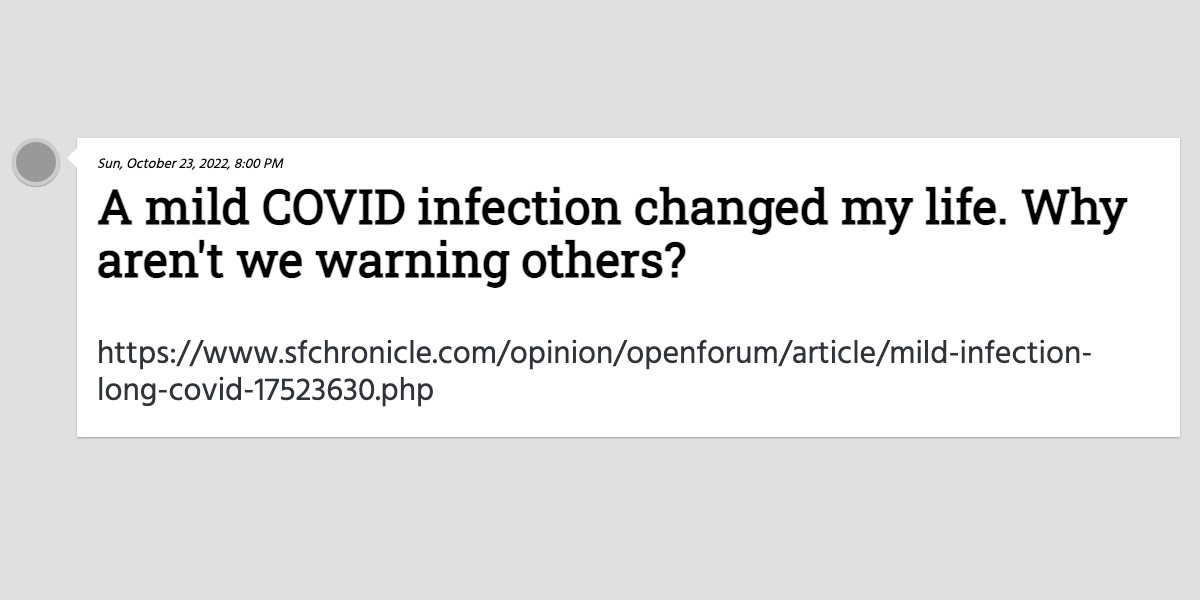 Sun, October 23, 2022, 8:00 PM
A mild COVID infection changed my life. Why
aren't we warning others?
https://www.sfchronicle.com/opinion/openforum/article/mild-infection-
long-covid-17523630.php